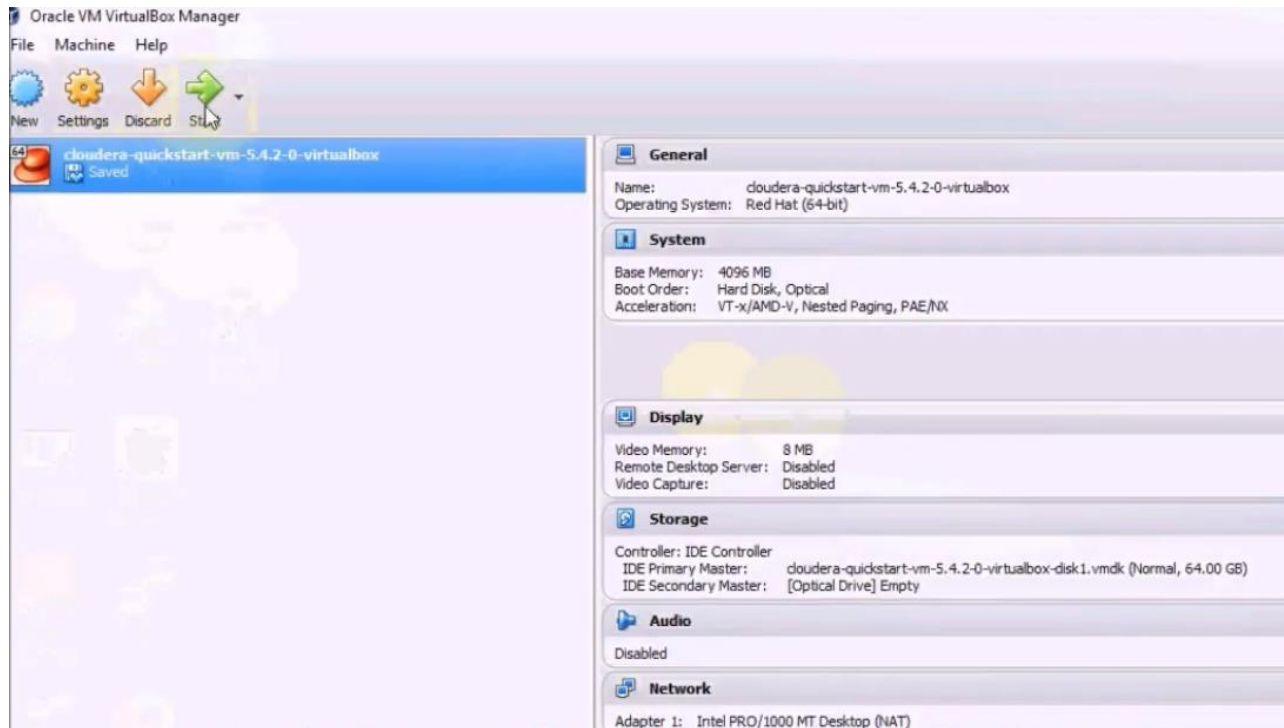 Oracle VM VirtualBox Manager
File Machine Help
New Settings Discard
64
cloudera-quickstart-vm-5.4.2-0-virtualbox
Saved
General
Name: cloudera-quickstart-vm-5.4.2-0-virtualbox
Operating System: Red Hat (64-bit)
System
Base Memory: 4096 MB
Boot Order: Hard Disk, Optical
Acceleration: VT-x/AMD-V, Nested Paging, PAE/NX
Display
Video Memory: 8 MB
Remote Desktop Server: Disabled
Video Capture: Disabled
Storage
Controller: IDE Controller
IDE Primary Master: cloudera-quickstart-vm-5.4.2-0-virtualbox-disk1.vmdk (Normal, 64.00 GB)
IDE Secondary Master: [Optical Drive] Empty
Audio
Disabled
Network
Adapter 1: Intel PRO/1000 MT Desktop (NAT)